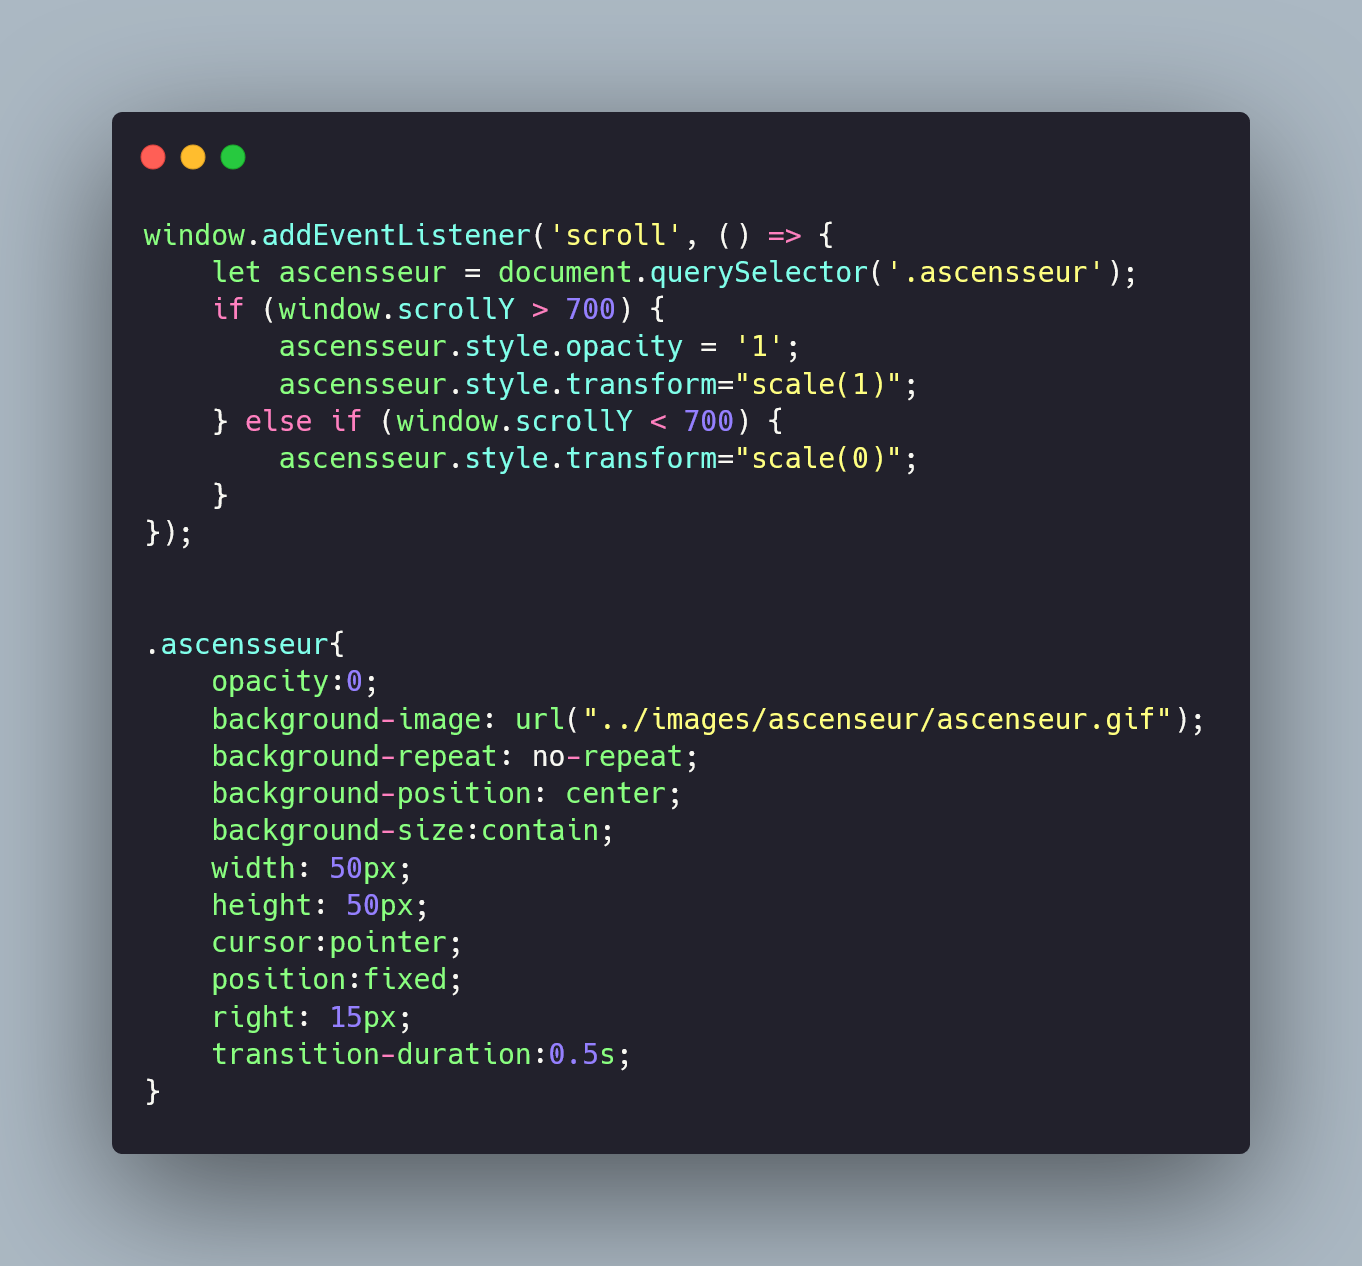 window.addEventListener('scroll', () => {
    let ascensseur = document.querySelector('.ascensseur');
    if (window.scrollY > 700) {
        ascensseur.style.opacity = '1';
        ascensseur.style.transform="scale(1)";
    } else if (window.scrollY < 700) {
        ascensseur.style.transform="scale(0)";
    }
});
.ascensseur{
    opacity:0;
    background-image: url("../images/ascenseur/ascenseur.gif");
    background-repeat: no-repeat;
    background-position: center;
    background-size:contain;
    width: 50px;
    height: 50px;
    cursor:pointer;
    position:fixed;
    right: 15px;
    transition-duration:0.5s;
}